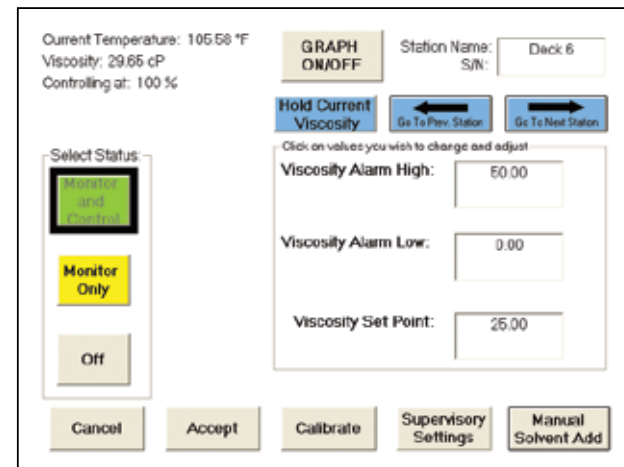 Current Temperature: 105.58 °F
Viscosity: 29.65 cP
Controlling at: 100 %
GRAPH
ON/OFF
Station Name:
S/N:
Deck 6
Hold Current
Viscosity
Go To Prev. Station
Go To Next Station
Select Status:
Monitor
and
Control
Monitor
Only
Off
Click on values you wish to change and adjust
Viscosity Alarm High:
50.00
Viscosity Alarm Low:
0.00
Viscosity Set Point:
25.00
Cancel
Accept
Calibrate
Supervisory
Settings
Manual
Solvent Add